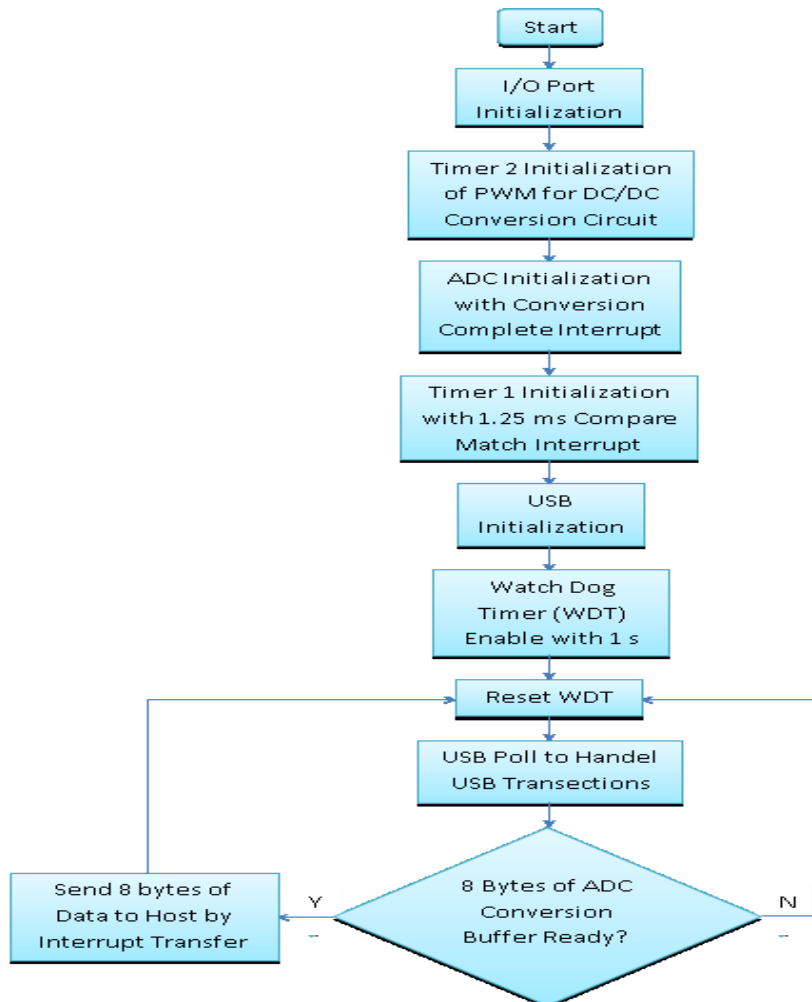 Start
I/O Port
Initialization
Timer 2 Initialization
of PWM for DC/DC
Conversion Circuit
ADC Initialization
with Conversion
Complete Interrupt
Timer 1 Initialization
with 1.25 ms Compare
Match Interrupt
USB
Initialization
Watch Dog
Timer (WDT)
Enable with 1 s
Reset WDT
USB Poll to Handel
USB Transections
8 Bytes of ADC
Conversion
Buffer Ready?
Y
N
Send 8 bytes of
Data to Host by
Interrupt Transfer